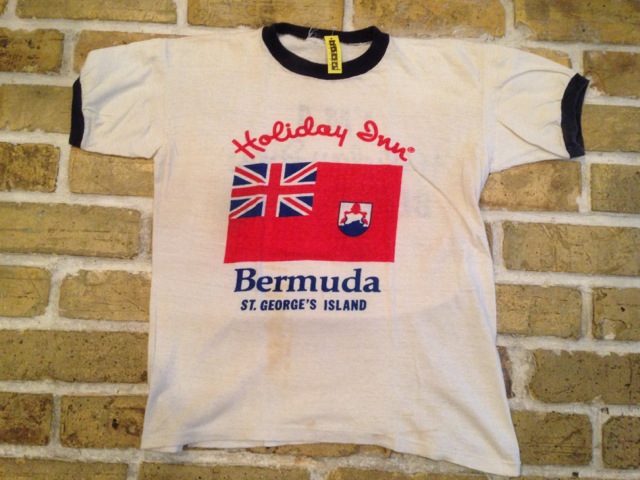 Holiday Inn®
Bermuda
ST. GEORGE'S ISLAND